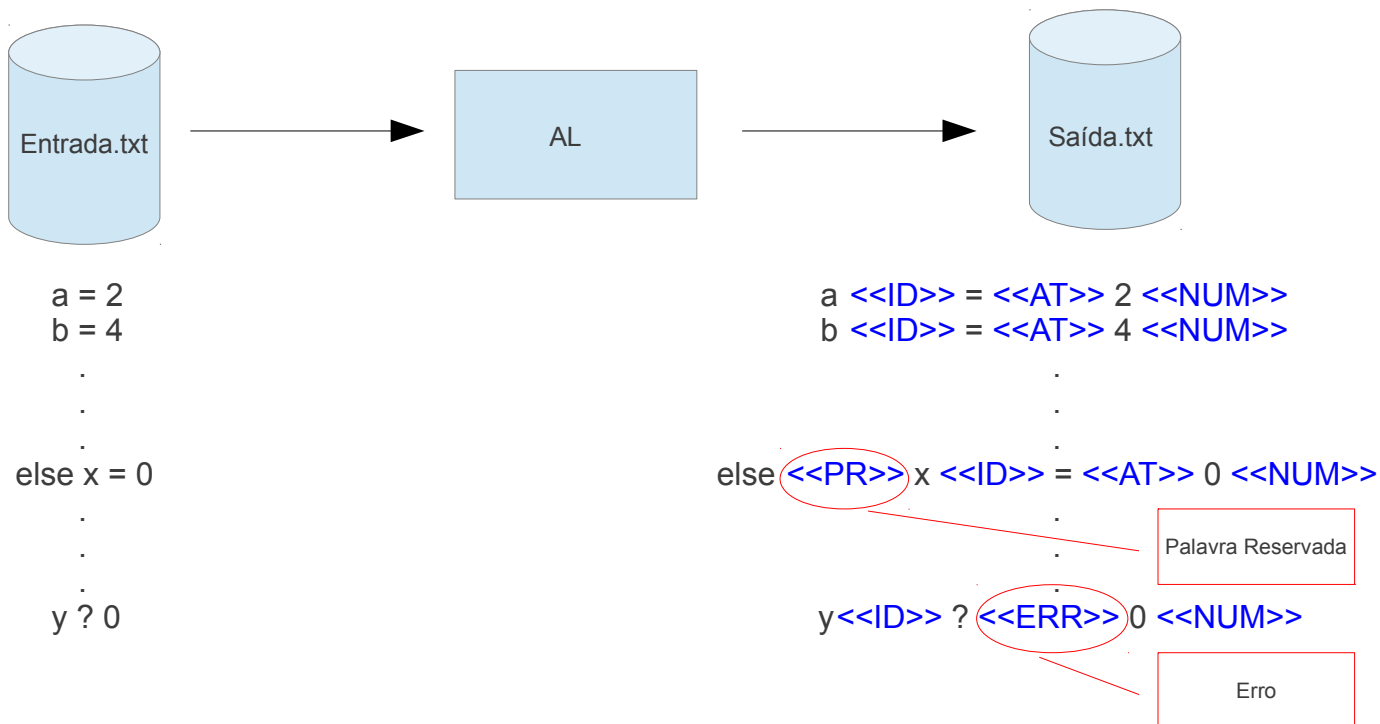 Entrada.txt
AL
Saída.txt
a = 2
b = 4
.
.
.
else x = 0
.
.
.
y ? 0
a <<ID>> = <<AT>> 2 <<NUM>>
b <<ID>> = <<AT>> 4 <<NUM>>
.
.
.
else <<PR>> x <<ID>> = <<AT>> 0 <<NUM>>
.
.
.
Palavra Reservada
y<<ID>> ? <<ERR>> 0 <<NUM>>
Erro